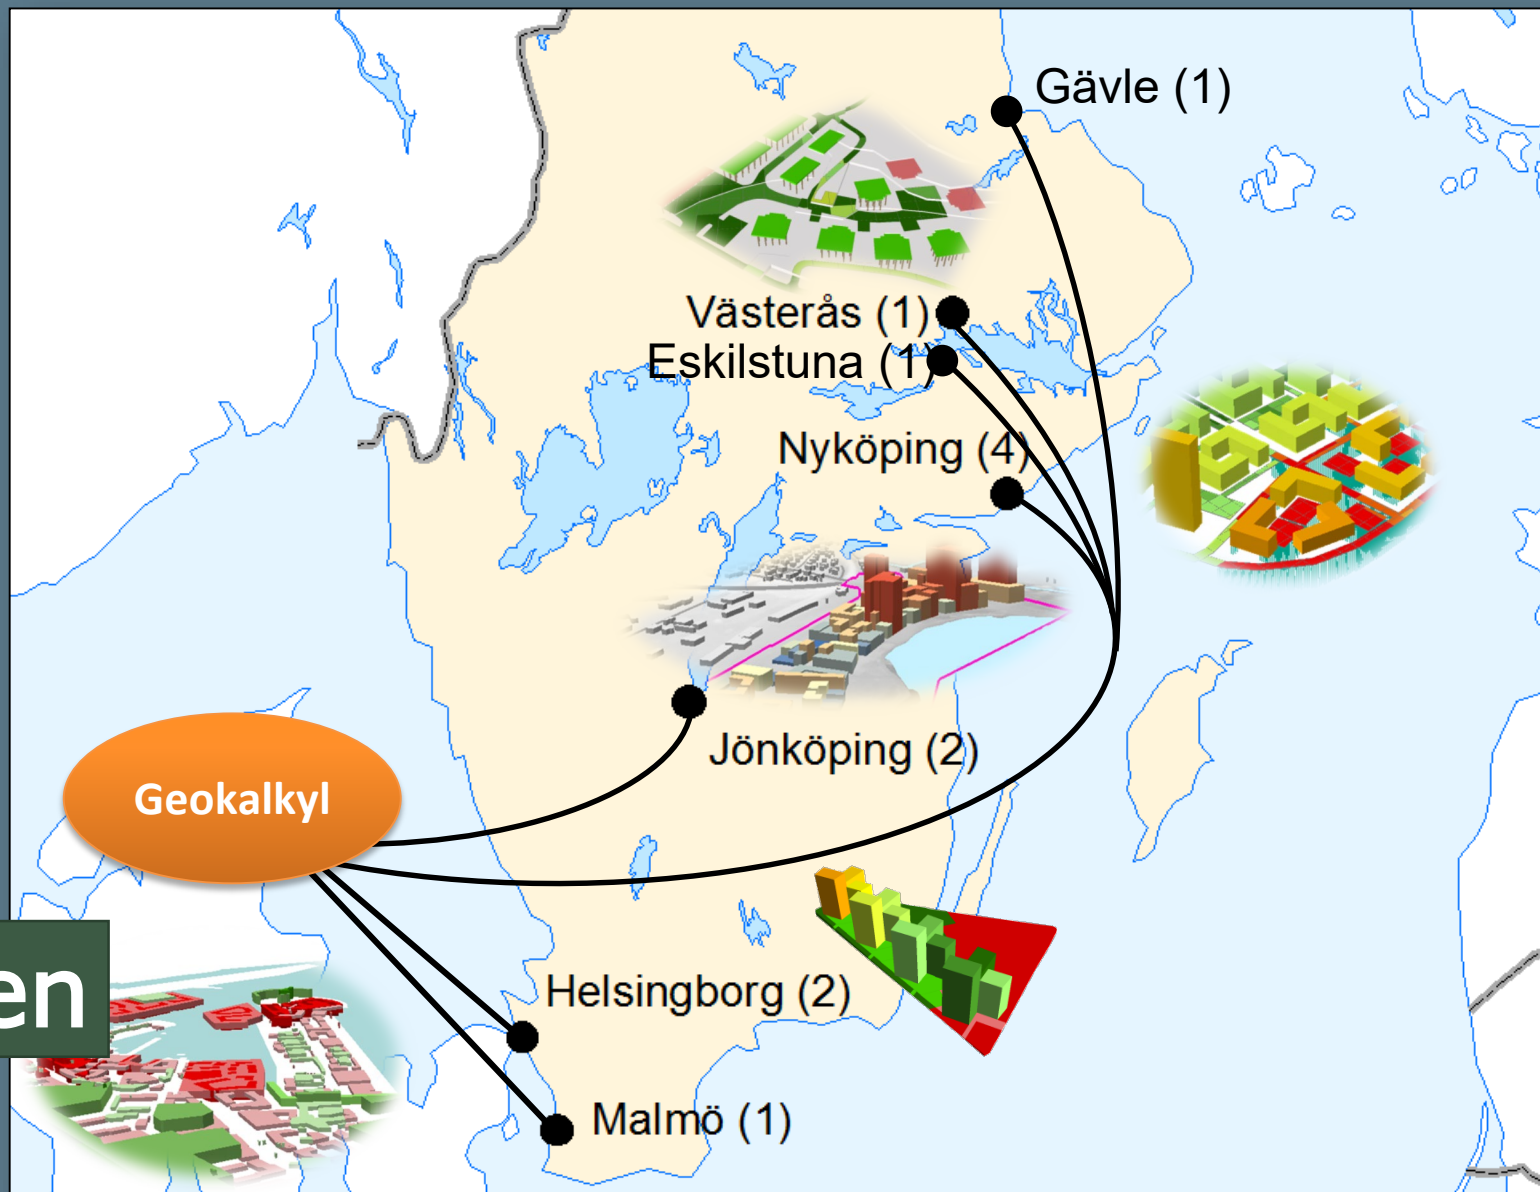 Gävle (1)
Västerås (1)
Eskilstuna (1)
Nyköping (4)
Jönköping (2)
Geokalkyl
en
Helsingborg (2)
Malmö (1)